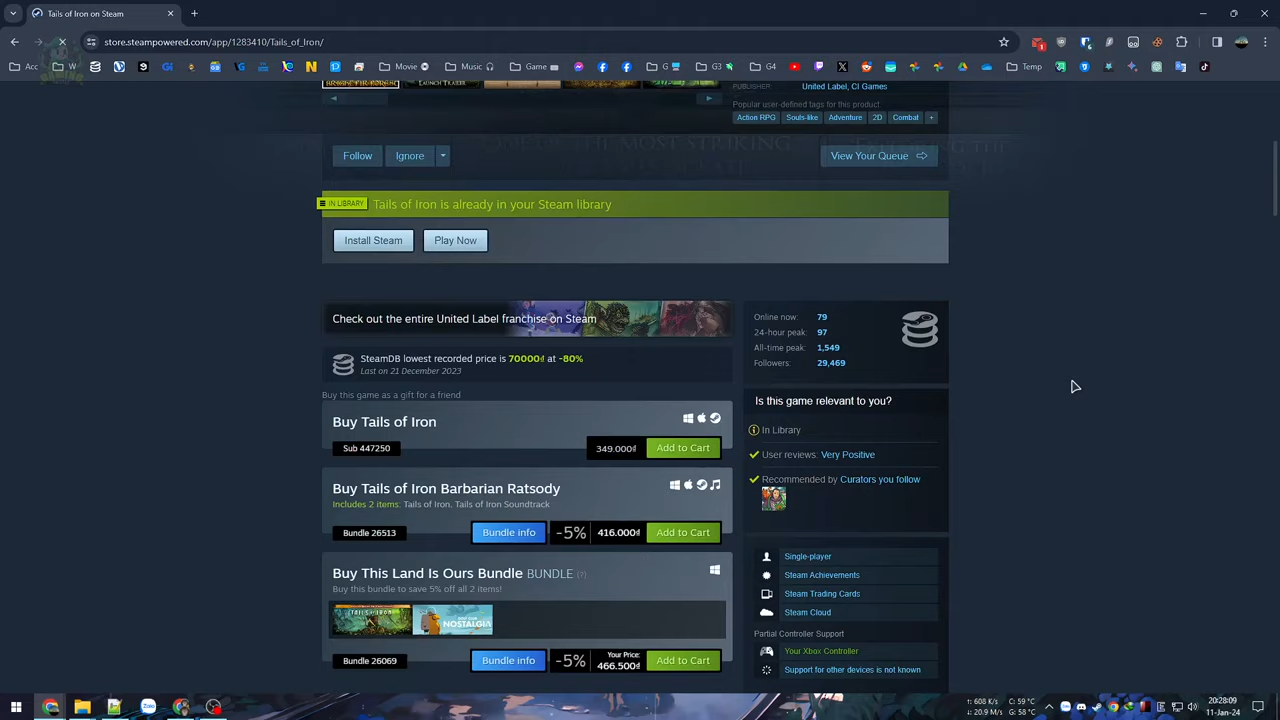 Tails of Iron on Steam
store.steampowered.com/app/1283410/Tails_of_Iron/
Movie
Music
Game
G3
G4
Temp
PUBLISHER:
United Label, CI Games
Popular user-defined tags for this product
Action RPG
Souls-like
Adventure
2D
Combat
+
Follow
Ignore
View Your Queue
IN LIBRARY
Tails of Iron is already in your Steam library
Install Steam
Play Now
Check out the entire United Label franchise on Steam
SteamDB lowest recorded price is 70000₫ at -80%
Last on 21 December 2023
Buy this game as a gift for a friend
Buy Tails of Iron
Sub 447250
349.000₫
Add to Cart
Buy Tails of Iron Barbarian Ratsody
Includes 2 items: Tails of Iron, Tails of Iron Soundtrack
Bundle 26513
Bundle info
-5%
416.000₫
Add to Cart
Buy This Land Is Ours Bundle BUNDLE (?)
Buy this bundle to save 5% off all 2 items!
TAILS OF IRON
NOSTALGIA
Bundle 26069
Bundle info
-5%
Your Price:
466.500₫
Add to Cart
Online now: 79
24-hour peak: 97
All-time peak: 1,549
Followers: 29,469
Is this game relevant to you?
In Library
User reviews: Very Positive
Recommended by Curators you follow
Single-player
Steam Achievements
Steam Trading Cards
Steam Cloud
Partial Controller Support
Your Xbox Controller
Support for other devices is not known
Zalo
↑: 608 K/s
↓: 20.9 M/s
C: 59 °C
G: 58 °C
20:28:09
11-Jan-24